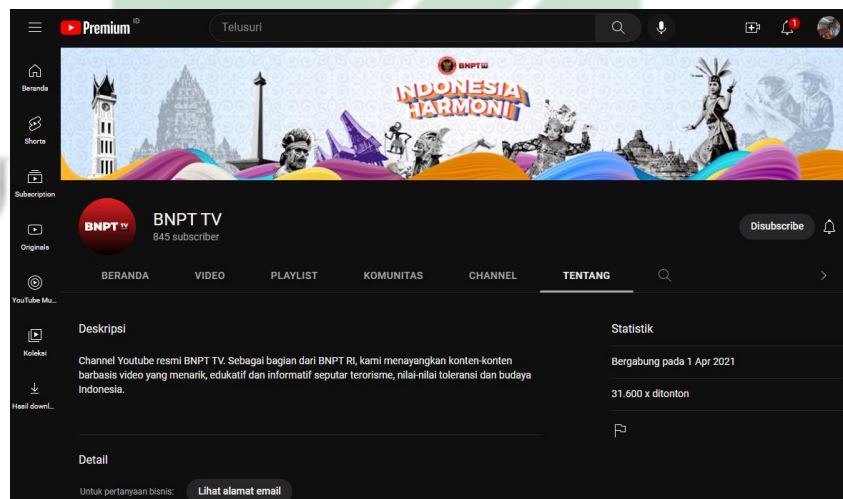 Premium ID
Telusuri
1
Beranda
Shorts
Subscription
Originals
YouTube Mu...
Koleksi
Hasil downl...
BNPT TV
INDONESIA
HARMONI
BNPT TV
BNPT TV
845 subscriber
Disubscribe
BERANDA VIDEO PLAYLIST KOMUNITAS CHANNEL TENTANG
Deskripsi
Channel Youtube resmi BNPT TV. Sebagai bagian dari BNPT RI, kami menayangkan konten-konten
barbasis video yang menarik, edukatif dan informatif seputar terorisme, nilai-nilai toleransi dan budaya
Indonesia.
Statistik
Bergabung pada 1 Apr 2021
31.600 x ditonton
Detail
Untuk pertanyaan bisnis: Lihat alamat email